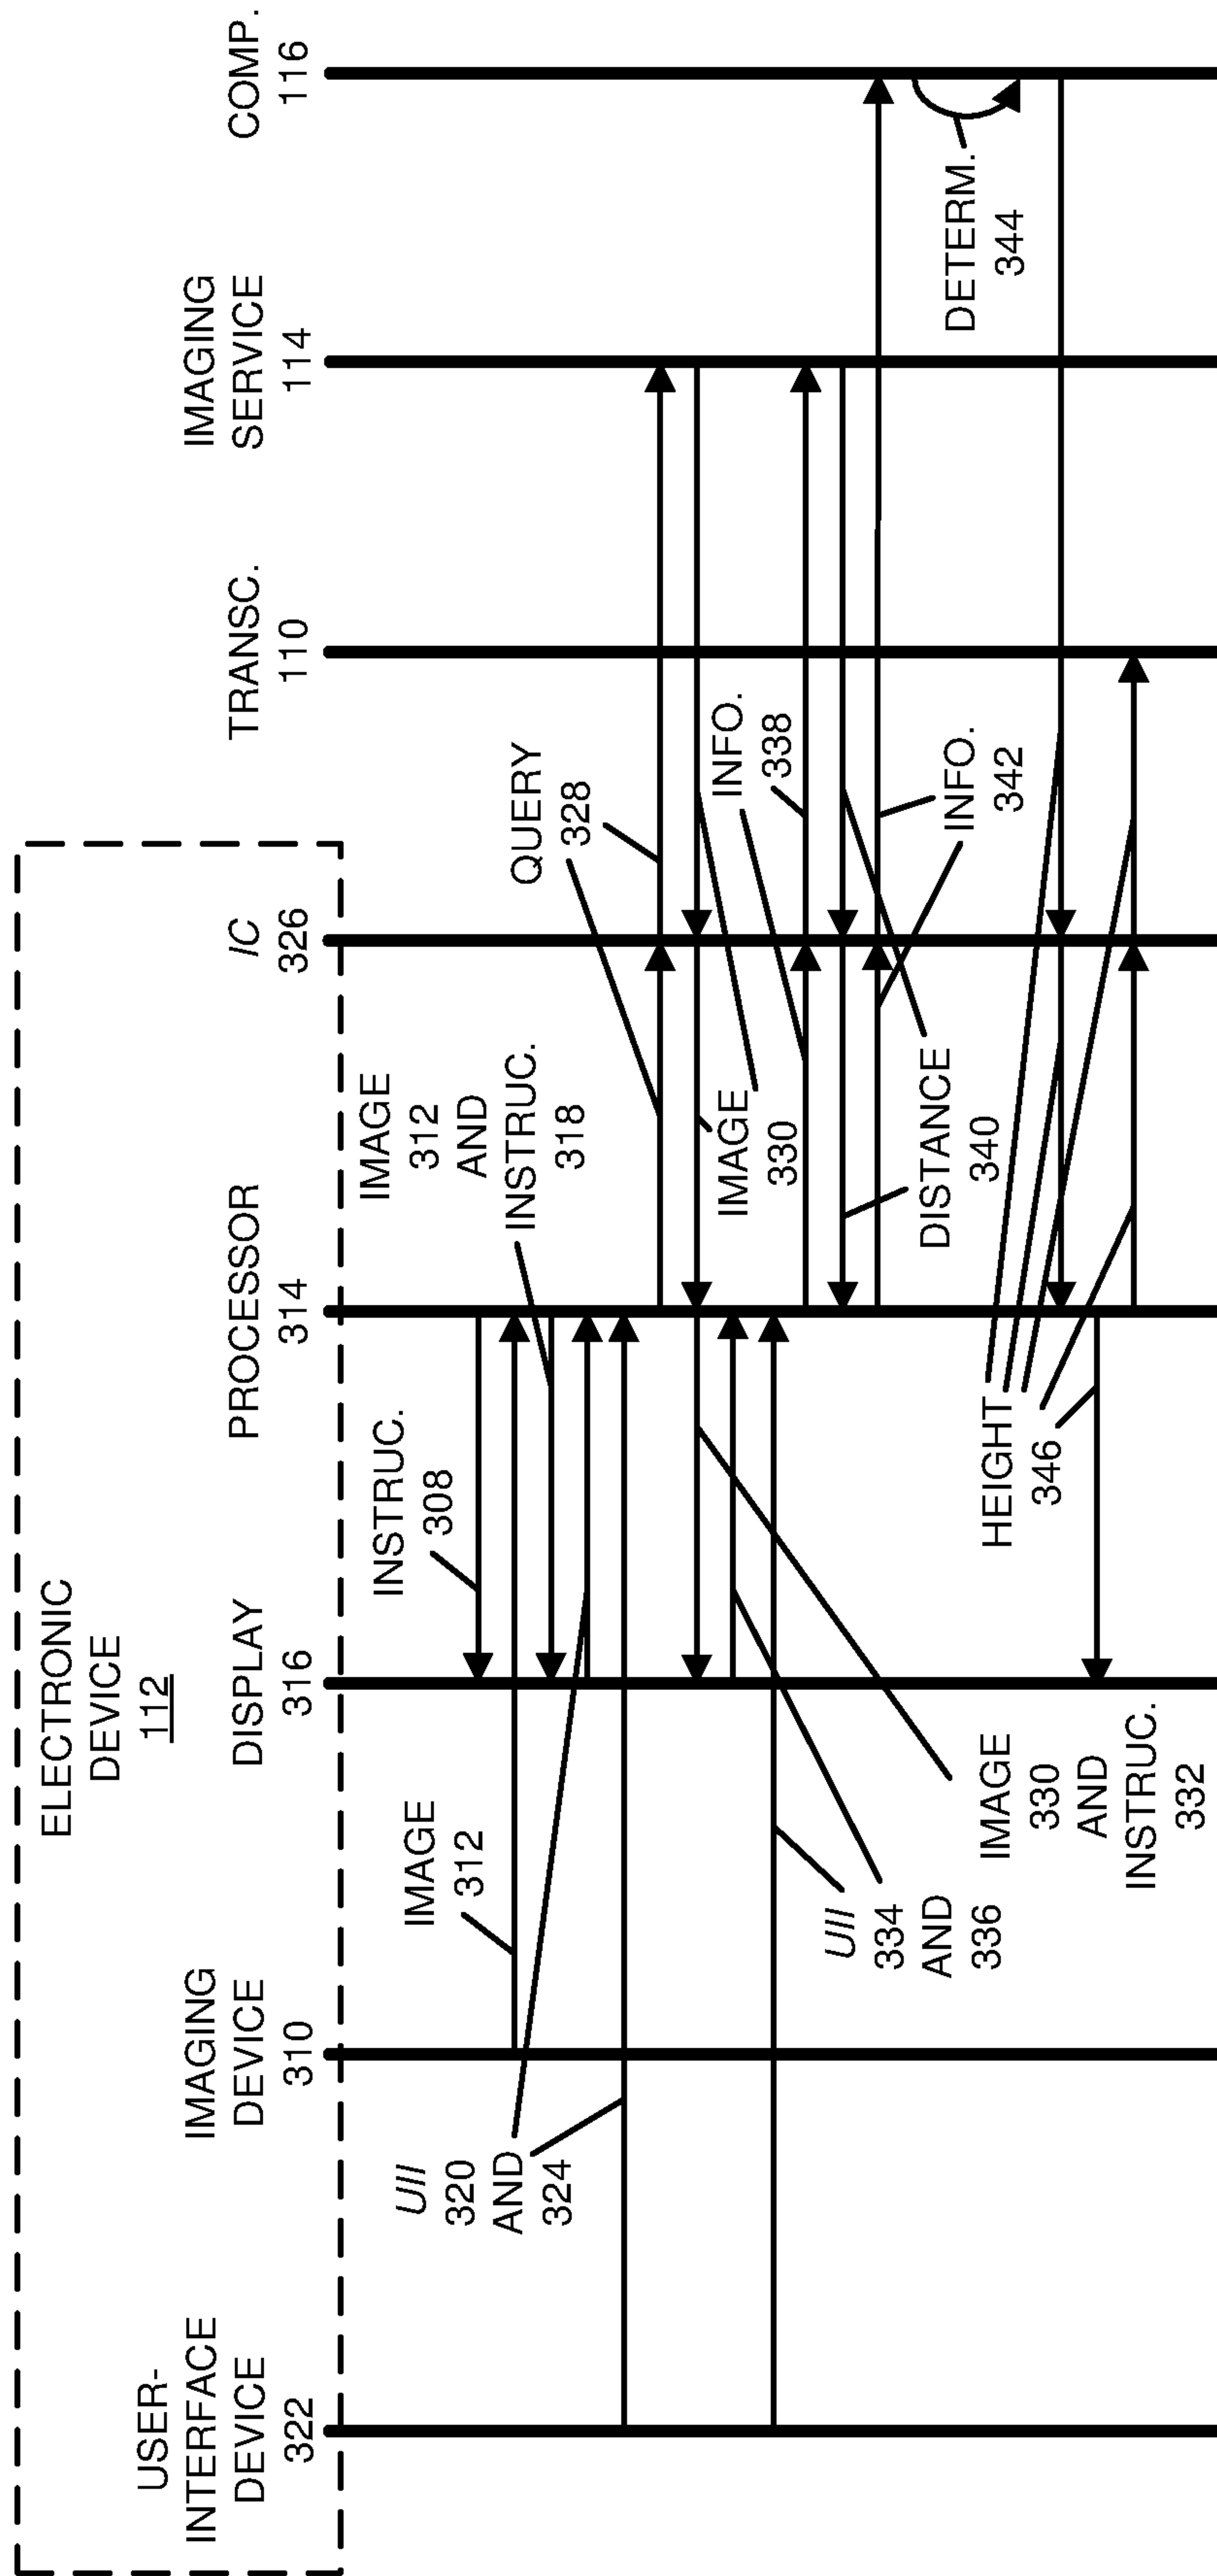 ELECTRONIC
DEVICE
112
USER-
INTERFACE
DEVICE
322
IMAGING
DEVICE
310
DISPLAY
316
PROCESSOR
314
IC
326
TRANSC.
110
IMAGING
SERVICE
114
COMP.
116
INSTRUC.
308
IMAGE
312
IMAGE
312
AND
INSTRUC.
318
UII
320
AND
324
QUERY
328
IMAGE
330
IMAGE
330
AND
INSTRUC.
332
UII
334
AND
336
INFO.
338
DISTANCE
340
INFO.
342
DETERM.
344
HEIGHT
346